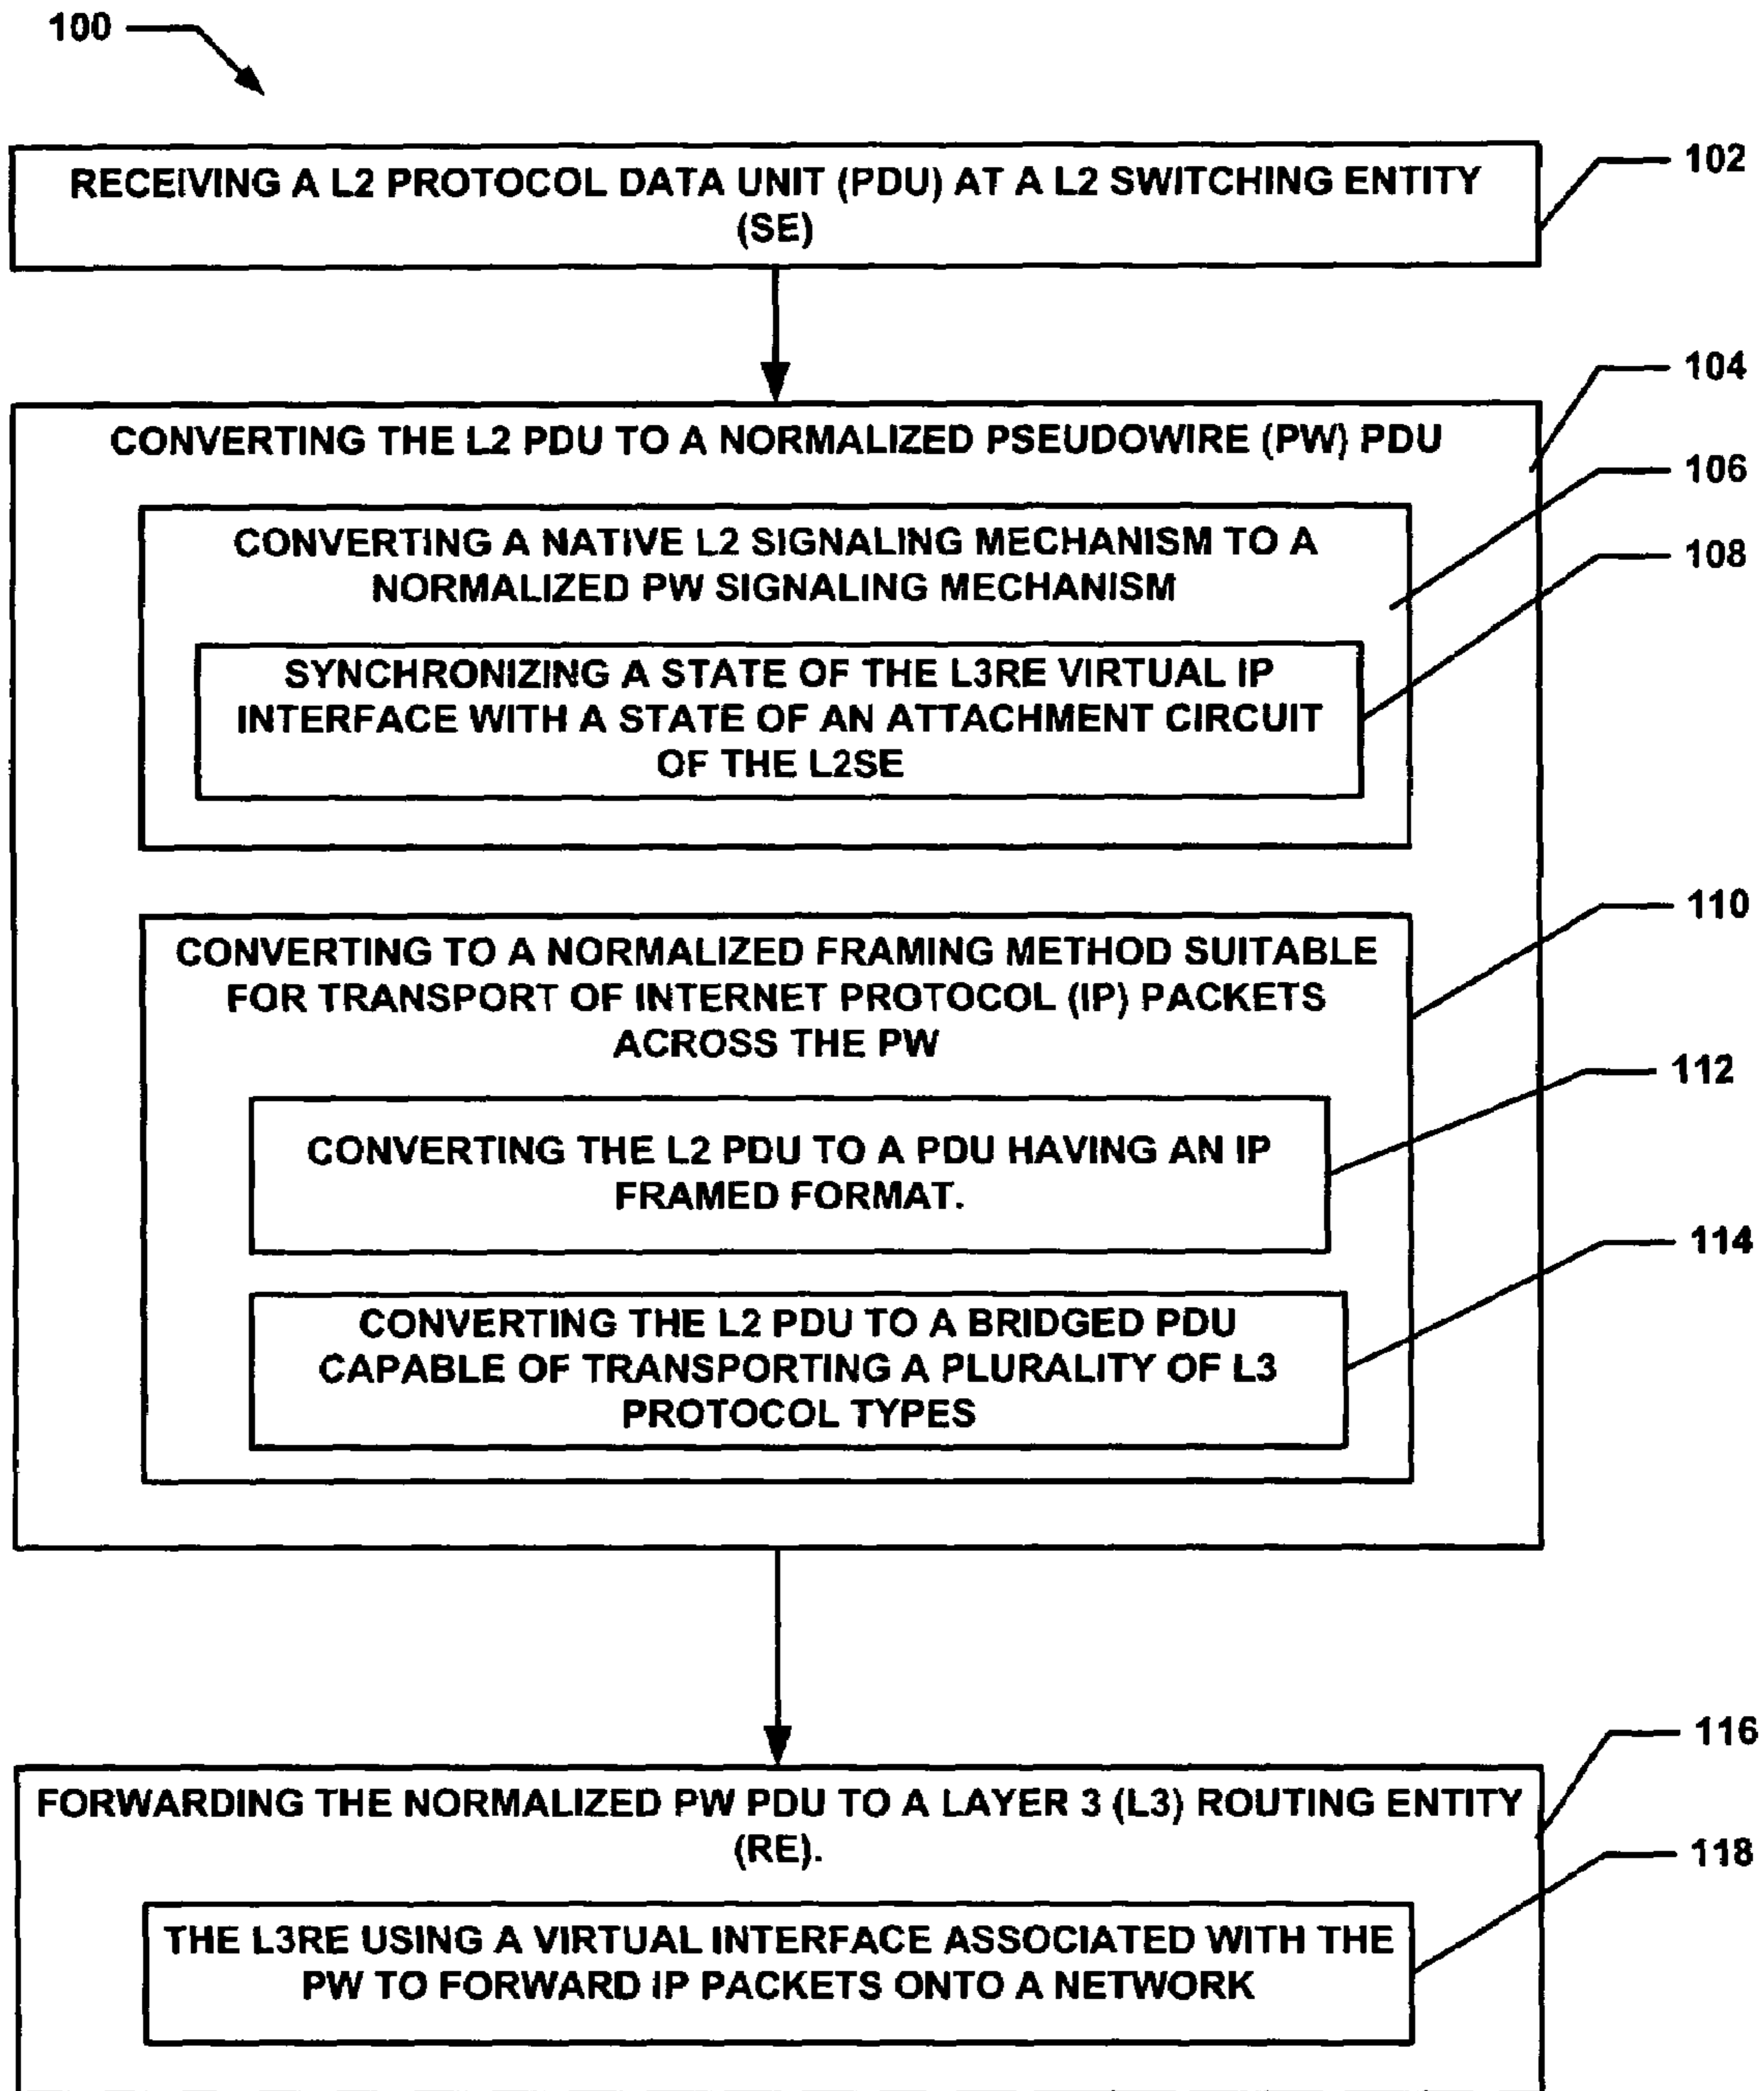 100
RECEIVING A L2 PROTOCOL DATA UNIT (PDU) AT A L2 SWITCHING ENTITY
(SE)
102
CONVERTING THE L2 PDU TO A NORMALIZED PSEUDOWIRE (PW) PDU
104
CONVERTING A NATIVE L2 SIGNALING MECHANISM TO A
NORMALIZED PW SIGNALING MECHANISM
106
SYNCHRONIZING A STATE OF THE L3RE VIRTUAL IP
INTERFACE WITH A STATE OF AN ATTACHMENT CIRCUIT
OF THE L2SE
108
CONVERTING TO A NORMALIZED FRAMING METHOD SUITABLE
FOR TRANSPORT OF INTERNET PROTOCOL (IP) PACKETS
ACROSS THE PW
110
CONVERTING THE L2 PDU TO A PDU HAVING AN IP
FRAMED FORMAT.
112
CONVERTING THE L2 PDU TO A BRIDGED PDU
CAPABLE OF TRANSPORTING A PLURALITY OF L3
PROTOCOL TYPES
114
FORWARDING THE NORMALIZED PW PDU TO A LAYER 3 (L3) ROUTING ENTITY
(RE).
116
THE L3RE USING A VIRTUAL INTERFACE ASSOCIATED WITH THE
PW TO FORWARD IP PACKETS ONTO A NETWORK
118